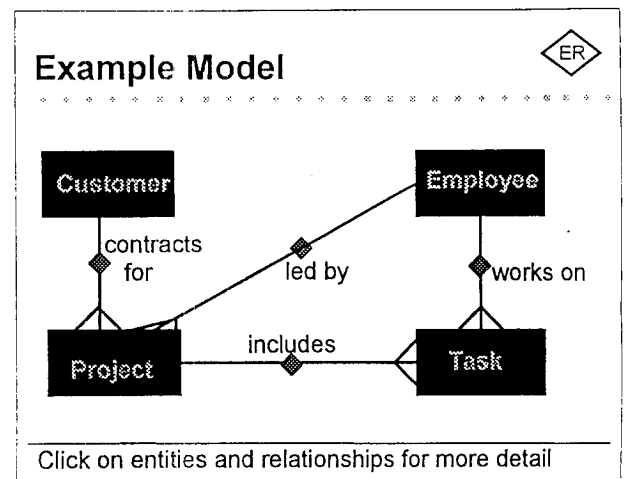 ER
Example Model
Customer
Employee
contracts
for
led by
works on
Project
includes
Task
Click on entities and relationships for more detail